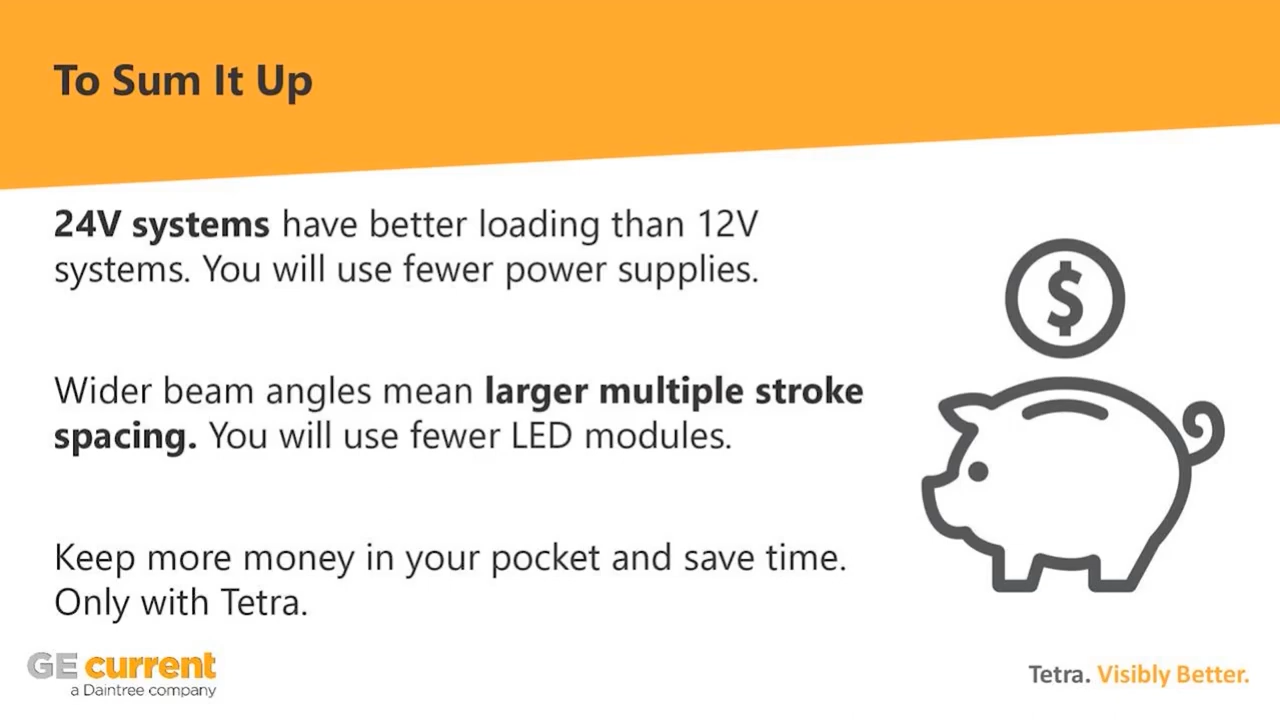 To Sum It Up
24V systems have better loading than 12V
systems. You will use fewer power supplies.
Wider beam angles mean larger multiple stroke
spacing. You will use fewer LED modules.
Keep more money in your pocket and save time.
Only with Tetra.
$
GE current
a Daintree company
Tetra. Visibly Better.